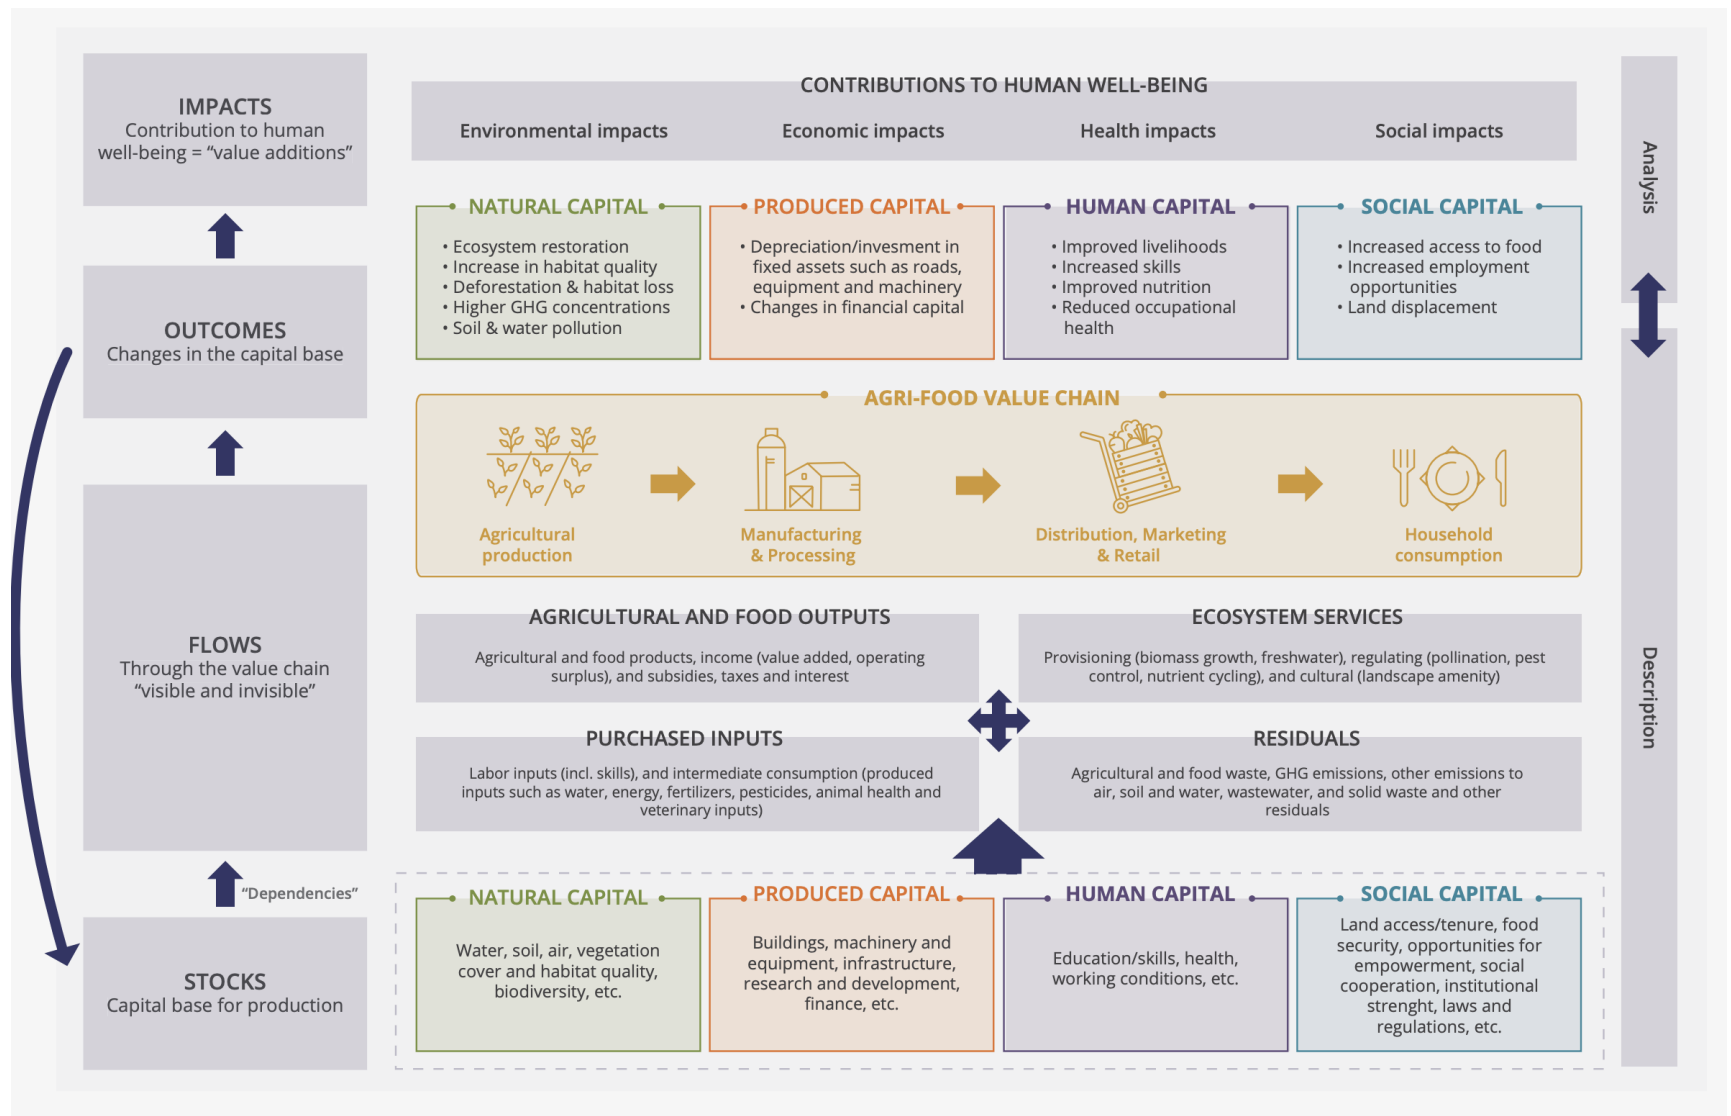 IMPACTS
Contribution to human
well-being = “value additions”
OUTCOMES
Changes in the capital base
FLOWS
Through the value chain
“visible and invisible”
“Dependencies”
STOCKS
Capital base for production
CONTRIBUTIONS TO HUMAN WELL-BEING
Environmental impacts
Economic impacts
Health impacts
Social impacts
NATURAL CAPITAL
• Ecosystem restoration
• Increase in habitat quality
• Deforestation & habitat loss
• Higher GHG concentrations
• Soil & water pollution
PRODUCED CAPITAL
• Depreciation/invesment in
fixed assets such as roads,
equipment and machinery
• Changes in financial capital
HUMAN CAPITAL
• Improved livelihoods
• Increased skills
• Improved nutrition
• Reduced occupational
health
SOCIAL CAPITAL
• Increased access to food
• Increased employment
opportunities
• Land displacement
AGRI-FOOD VALUE CHAIN
Agricultural
production
Manufacturing
& Processing
Distribution, Marketing
& Retail
Household
consumption
AGRICULTURAL AND FOOD OUTPUTS
Agricultural and food products, income (value added, operating
surplus), and subsidies, taxes and interest
ECOSYSTEM SERVICES
Provisioning (biomass growth, freshwater), regulating (pollination, pest
control, nutrient cycling), and cultural (landscape amenity)
PURCHASED INPUTS
Labor inputs (incl. skills), and intermediate consumption (produced
inputs such as water, energy, fertilizers, pesticides, animal health and
veterinary inputs)
RESIDUALS
Agricultural and food waste, GHG emissions, other emissions to
air, soil and water, wastewater, and solid waste and other
residuals
NATURAL CAPITAL
Water, soil, air, vegetation
cover and habitat quality,
biodiversity, etc.
PRODUCED CAPITAL
Buildings, machinery and
equipment, infrastructure,
research and development,
finance, etc.
HUMAN CAPITAL
Education/skills, health,
working conditions, etc.
SOCIAL CAPITAL
Land access/tenure, food
security, opportunities for
empowerment, social
cooperation, institutional
strenght, laws and
regulations, etc.
Analysis
Description